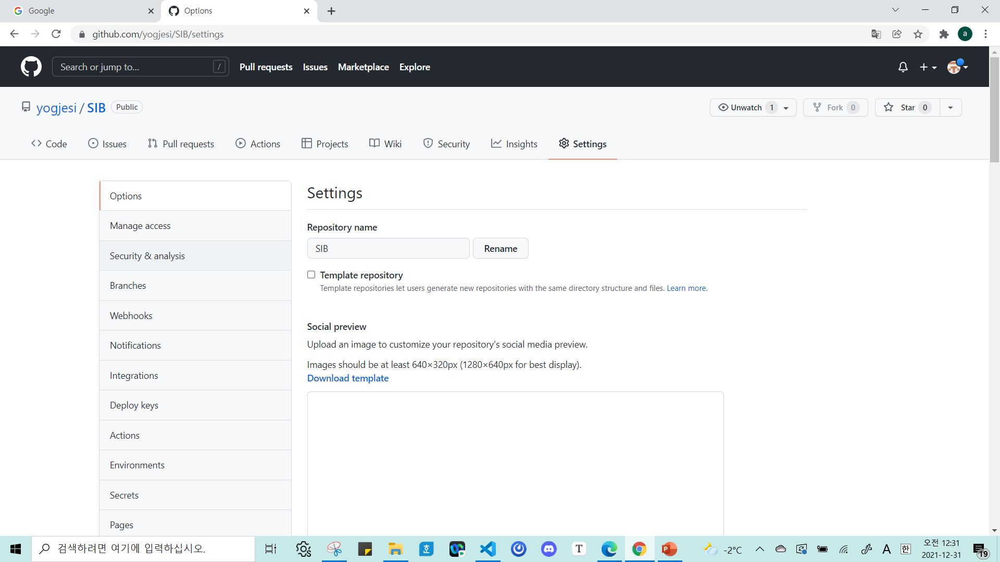 Google
Options
github.com/yogjesi/SIB/settings
a
Search or jump to...
/
Pull requests
Issues
Marketplace
Explore
yogjesi / SIB
Public
Unwatch 1
Fork 0
Star 0
Code
Issues
Pull requests
Actions
Projects
Wiki
Security
Insights
Settings
Options
Manage access
Security & analysis
Branches
Webhooks
Notifications
Integrations
Deploy keys
Actions
Environments
Secrets
Pages
Settings
Repository name
SIB
Rename
Template repository
Template repositories let users generate new repositories with the same directory structure and files. Learn more.
Social preview
Upload an image to customize your repository’s social media preview.
Images should be at least 640×320px (1280×640px for best display).
Download template
검색하려면 여기에 입력하십시오.
T
-2°C
A
한
오전 12:31
2021-12-31
19